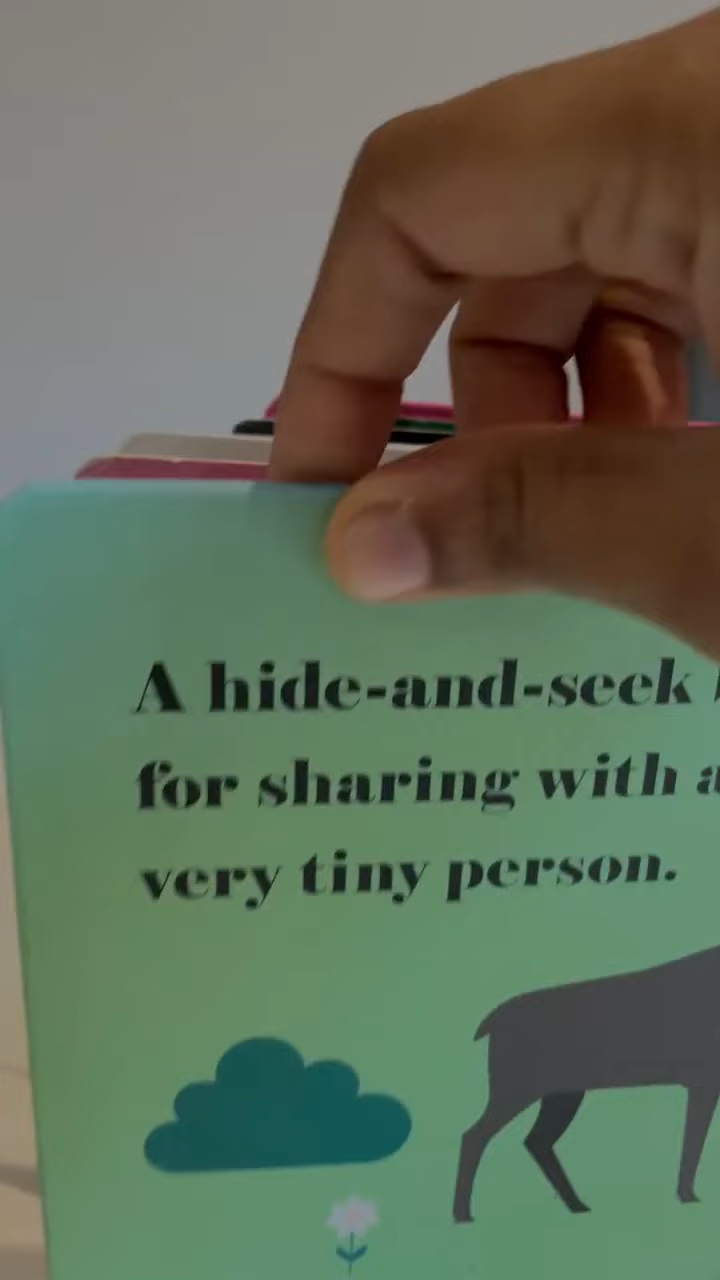 A hide-and-seek
for sharing with a
very tiny person.